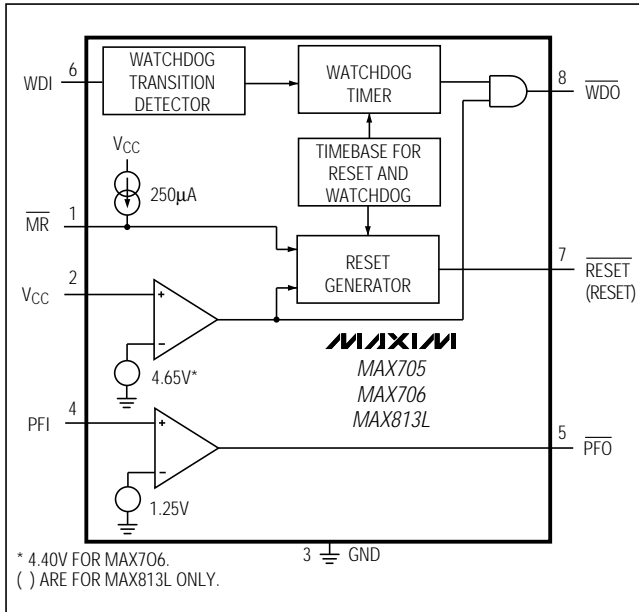 WDI
6
WATCHDOG
TRANSITION
DETECTOR
WATCHDOG
TIMER
8
WDO
VCC
250µA
TIMEBASE FOR
RESET AND
WATCHDOG
1
MR
RESET
GENERATOR
7
RESET
(RESET)
2
VCC
+
−
4.65V*
MAXIM
MAX705
MAX706
MAX813L
4
PFI
+
−
1.25V
5
PFO
3
GND
* 4.40V FOR MAX7O6.
( ) ARE FOR MAX813L ONLY.